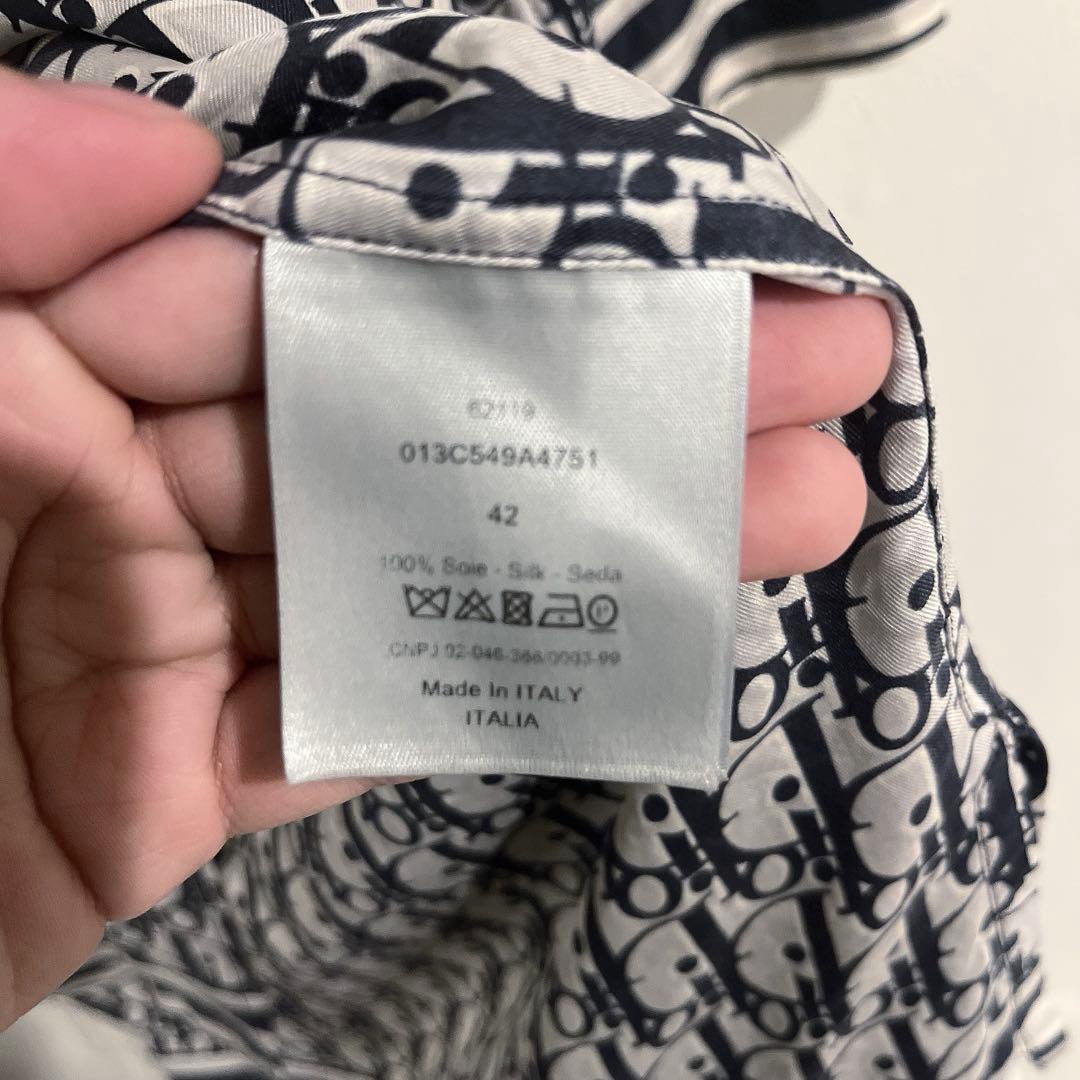 62119
013C549A4751
42
100% Soie - Silk - Seda
P
CNPJ 02-046-366/0003-99
Made In ITALY
ITALIA